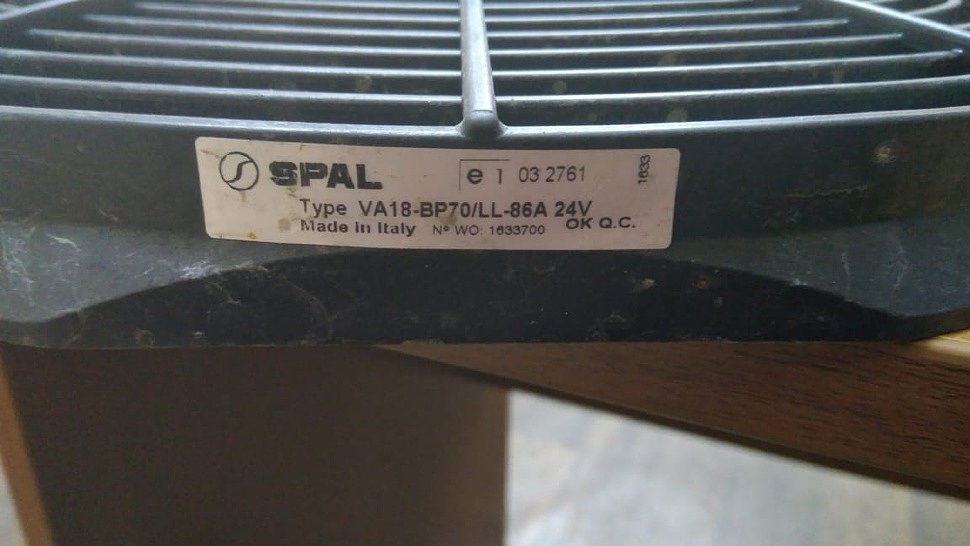 SPAL e 1 03 2761
1633
Type VA18-BP70/LL-86A 24V
Made in Italy Nº WO: 1633700 OK Q.C.